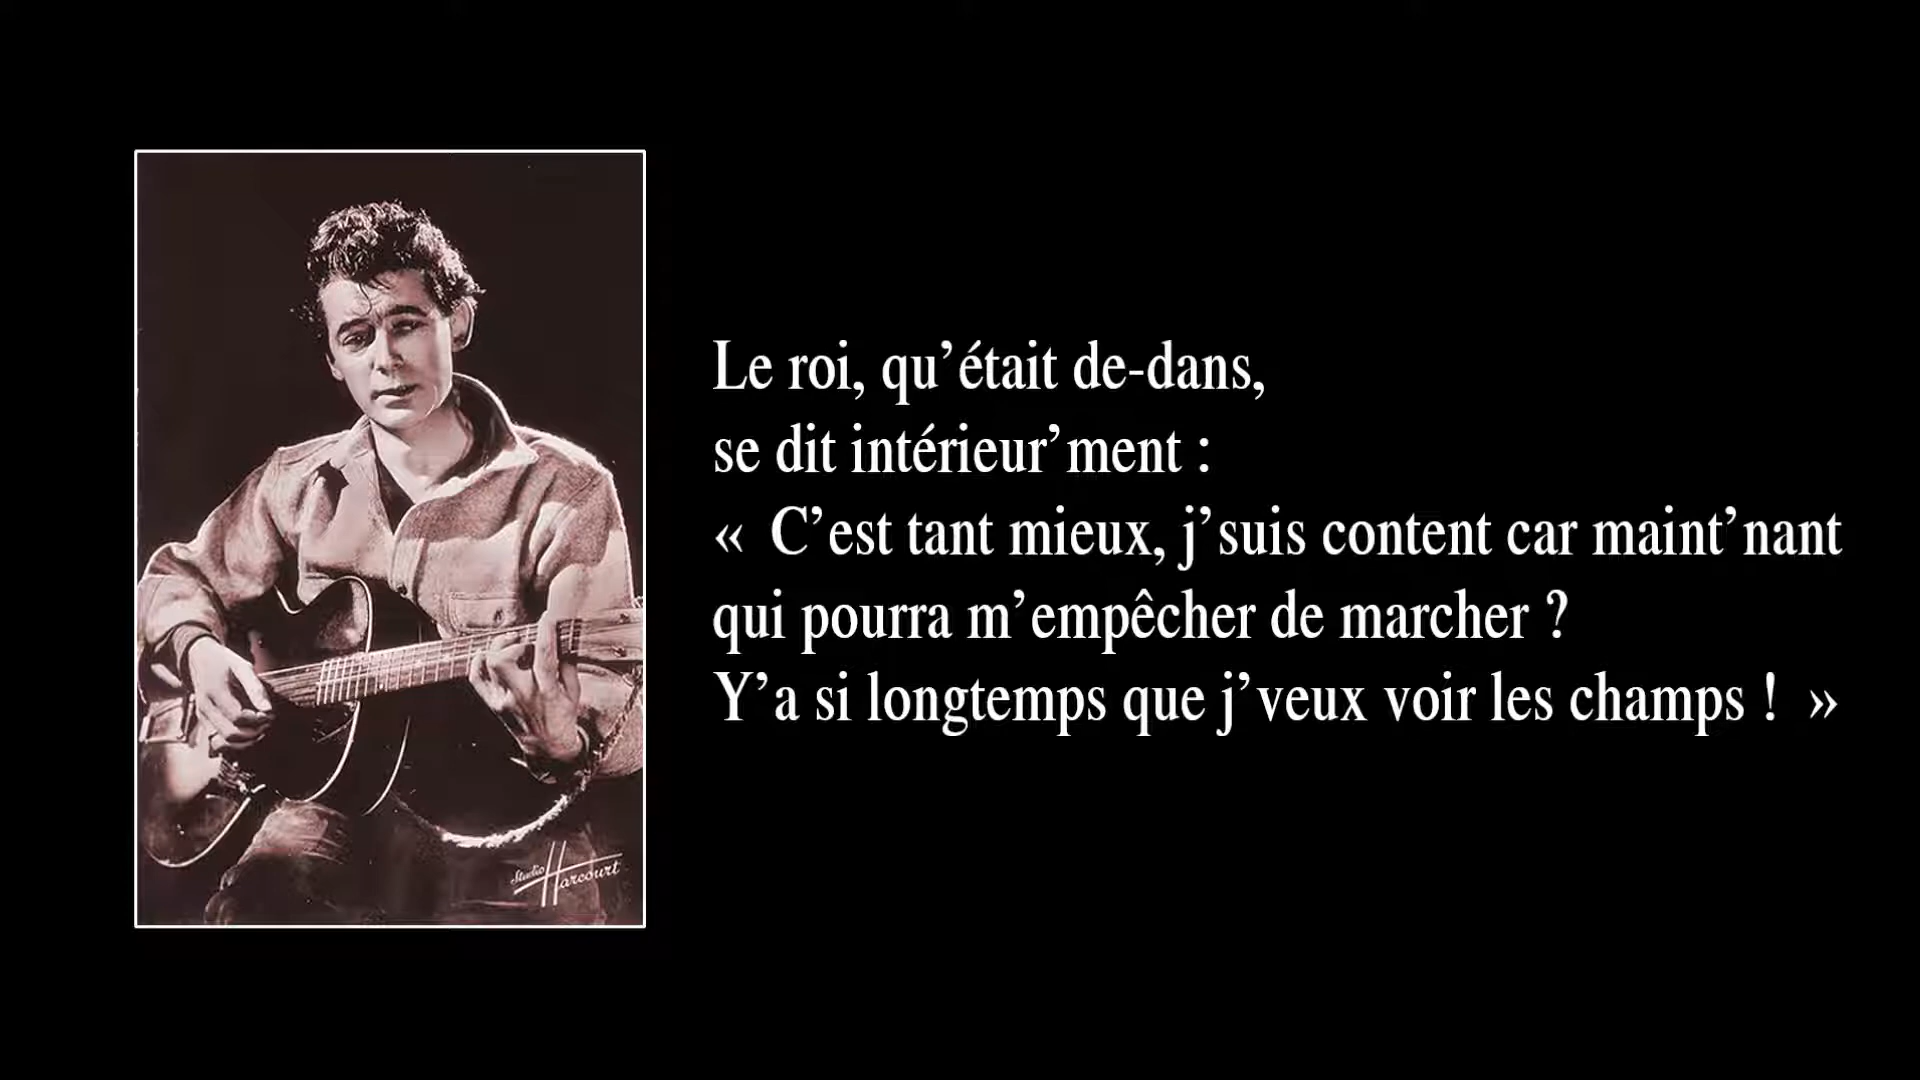 Le roi, qu’était de-dans,
se dit intérieur’ment :
«  C’est tant mieux, j’suis content car maint’nant
qui pourra m’empêcher de marcher ?
Y’a si longtemps que j’veux voir les champs !  »
Studio Harcourt